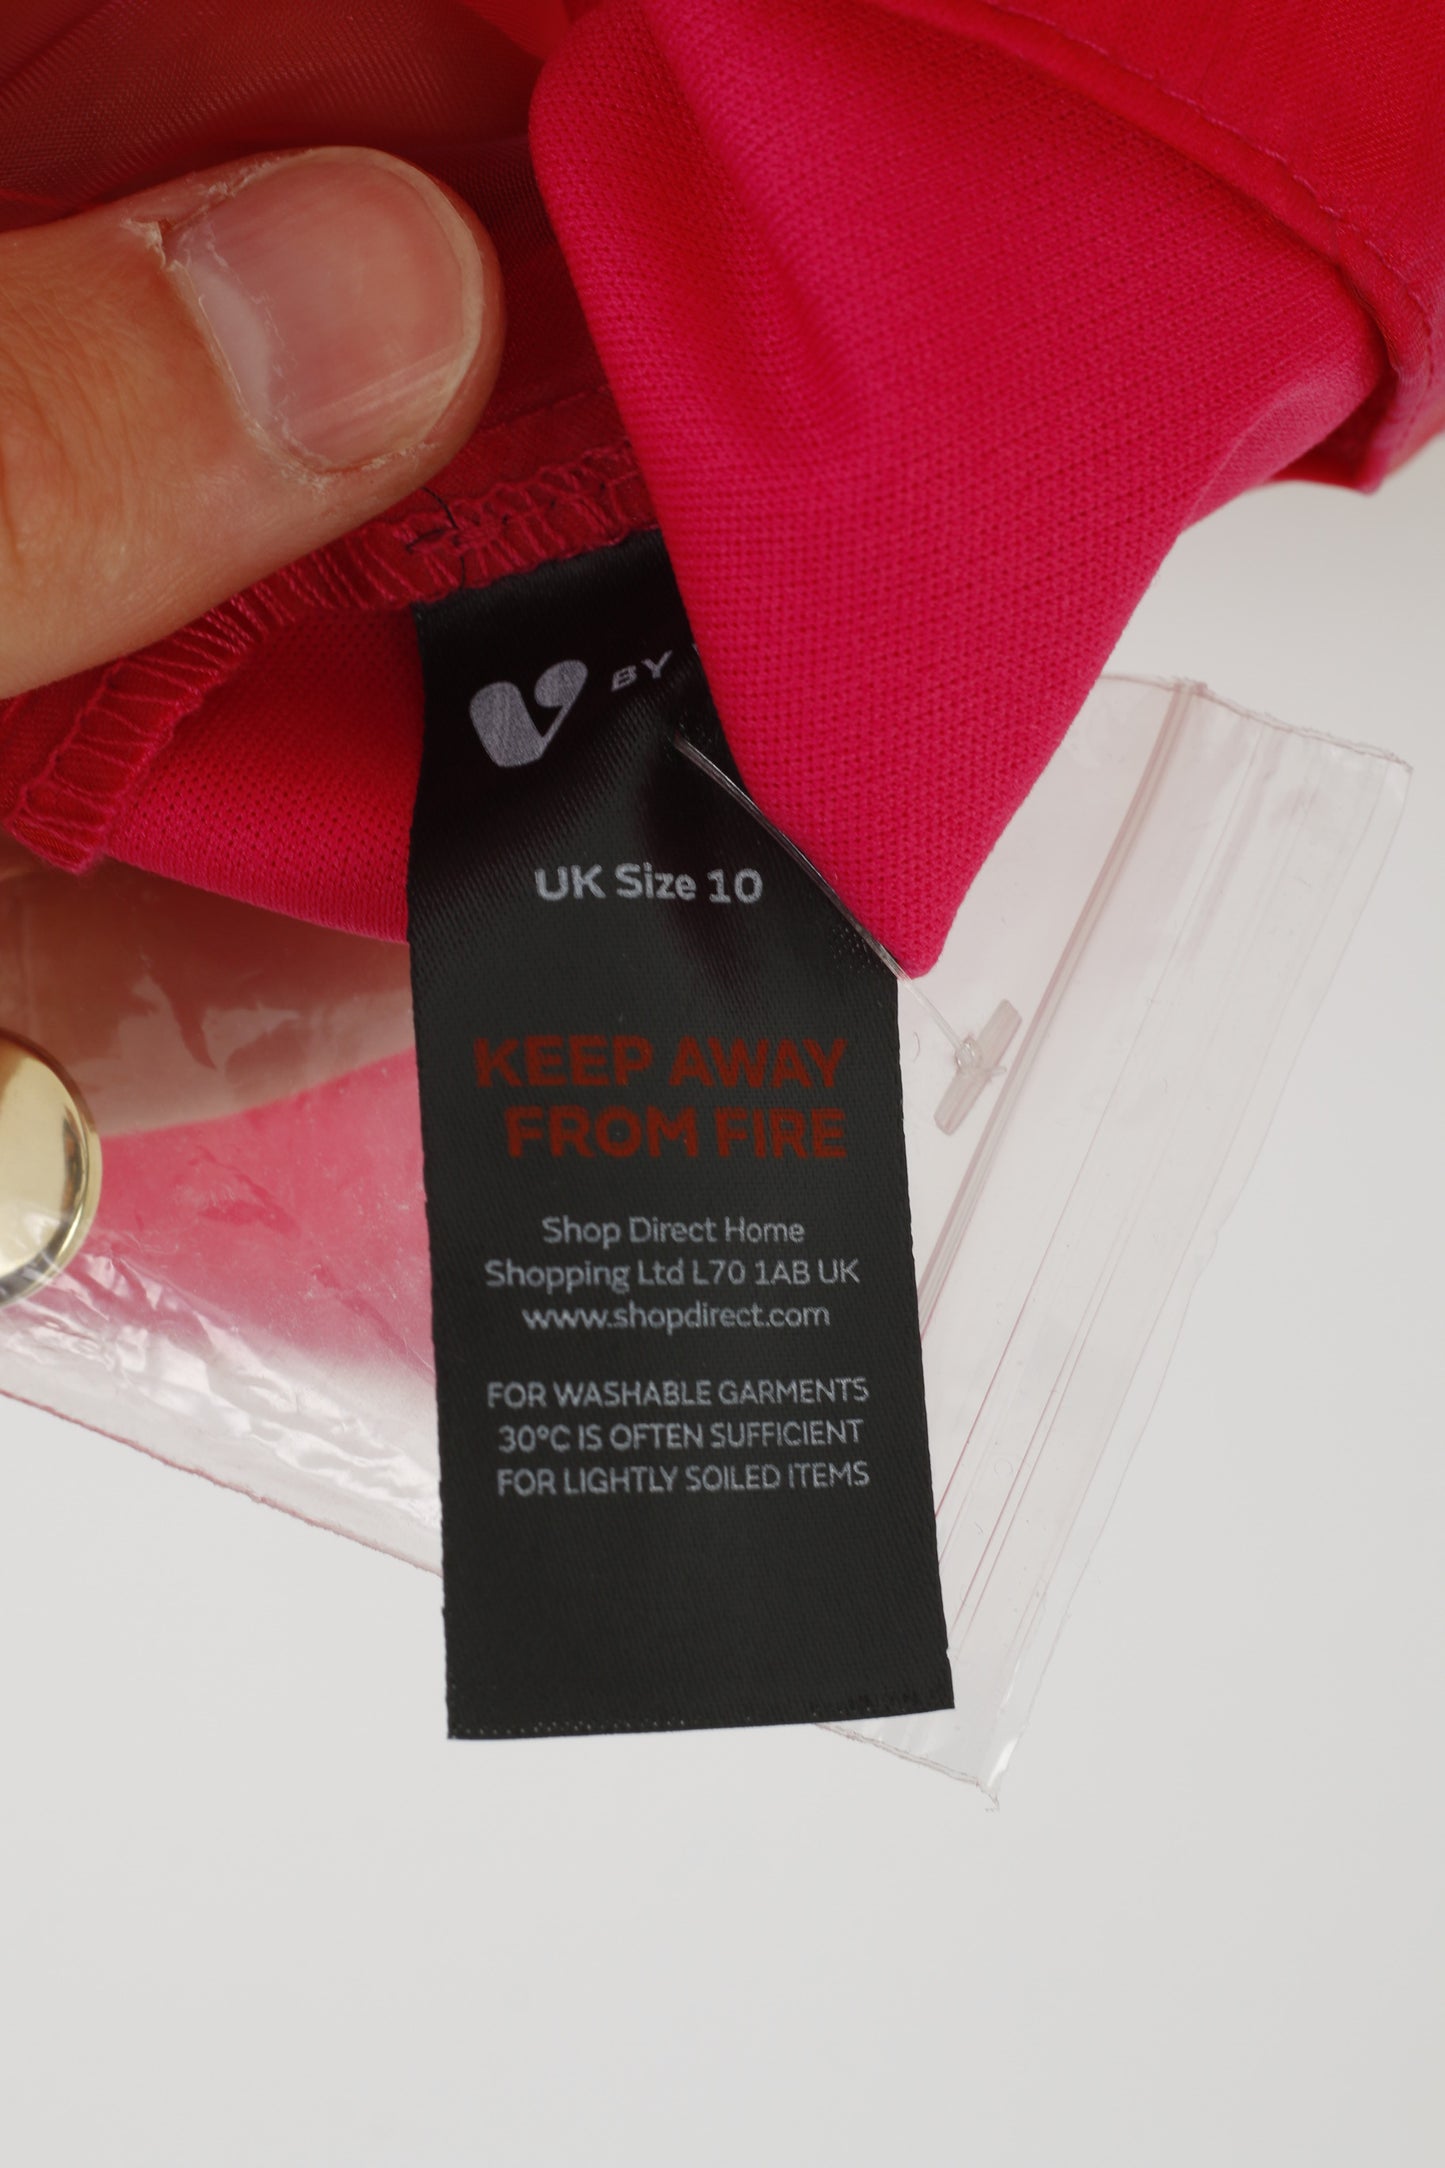 BY
UK Size 10
KEEP AWAY
FROM FIRE
Shop Direct Home
Shopping Ltd L70 1AB UK
www.shopdirect.com
FOR WASHABLE GARMENTS
30°C IS OFTEN SUFFICIENT
FOR LIGHTLY SOILED ITEMS